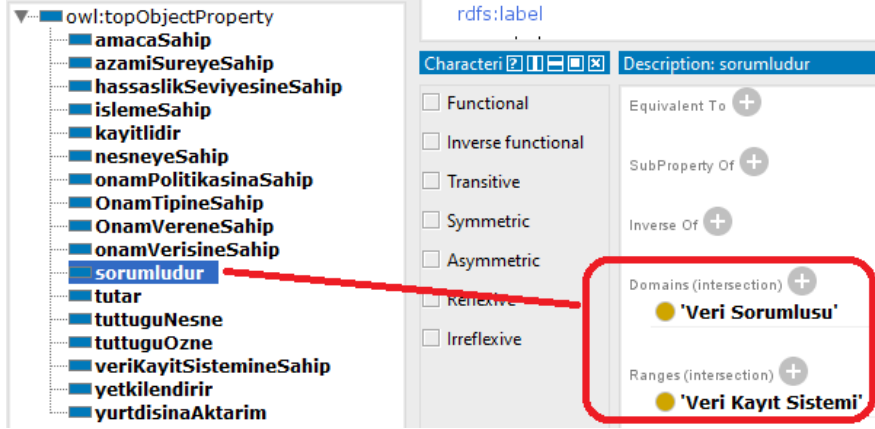 owl:topObjectProperty
amacaSahip
azamiSureyeSahip
hassaslikSeviyesineSahip
islemeSahip
kayitlidir
nesneyeSahip
onamPolitikasinaSahip
OnamTipineSahip
OnamVereneSahip
onamVerisineSahip
sorumludur
tutar
tuttuguNesne
tuttuguOzne
veriKayitSistemineSahip
yetkilendirir
yurtdisinaAktarim
rdfs:label
Characteri
Functional
Inverse functional
Transitive
Symmetric
Asymmetric
Reflexive
Irreflexive
Description: sorumludur
Equivalent To
SubProperty Of
Inverse Of
Domains (intersection)
'Veri Sorumlusu'
Ranges (intersection)
'Veri Kayıt Sistemi'